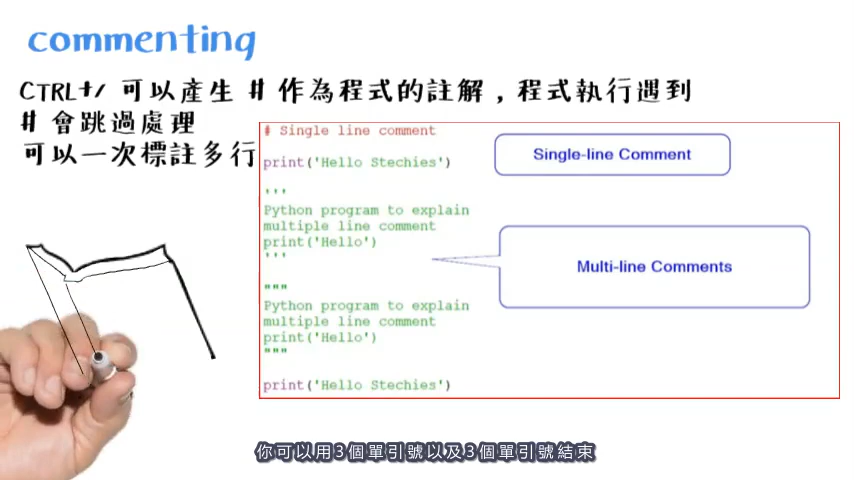 commenting
CTRL+/ 可以產生 # 作為程式的註解，程式執行遇到
# 會跳過處理
可以一次標註多行
# Single line comment
Single-line Comment
print('Hello Stechies')
'''
Python program to explain
multiple line comment
print('Hello')
'''
Multi-line Comments
"""
Python program to explain
multiple line comment
print('Hello')
"""
print('Hello Stechies')
你可以用3個單引號以及3個單引號結束